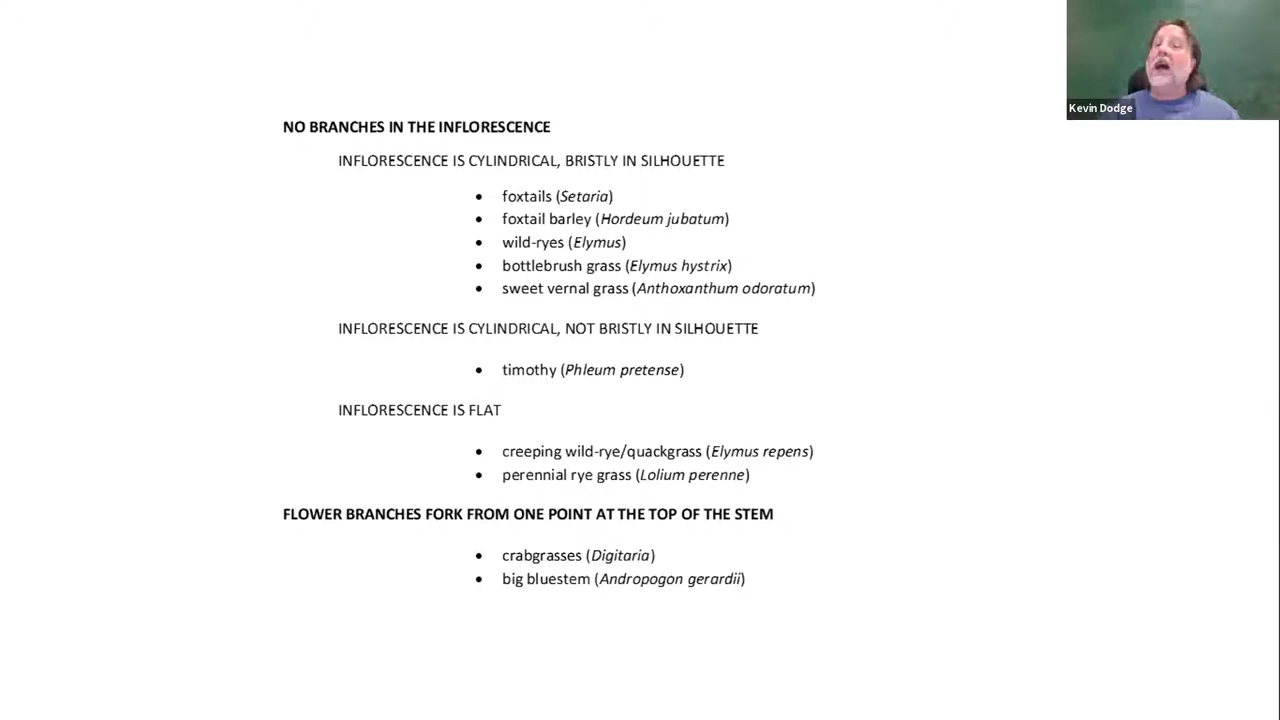 Kevin Dodge
NO BRANCHES IN THE INFLORESCENCE
INFLORESCENCE IS CYLINDRICAL, BRISTLY IN SILHOUETTE
• foxtails (Setaria)
• foxtail barley (Hordeum jubatum)
• wild-ryes (Elymus)
• bottlebrush grass (Elymus hystrix)
• sweet vernal grass (Anthoxanthum odoratum)
INFLORESCENCE IS CYLINDRICAL, NOT BRISTLY IN SILHOUETTE
• timothy (Phleum pretense)
INFLORESCENCE IS FLAT
• creeping wild-rye/quackgrass (Elymus repens)
• perennial rye grass (Lolium perenne)
FLOWER BRANCHES FORK FROM ONE POINT AT THE TOP OF THE STEM
• crabgrasses (Digitaria)
• big bluestem (Andropogon gerardii)